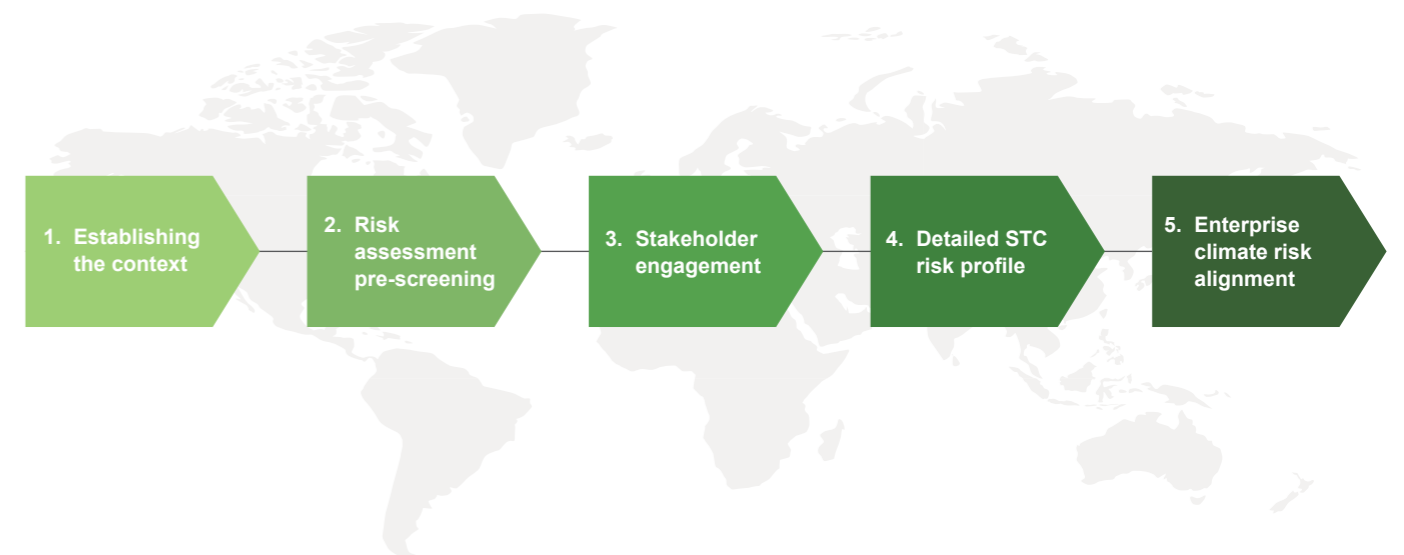 1. Establishing
the context
2. Risk
assessment
pre-screening
3. Stakeholder
engagement
4. Detailed STC
risk profile
5. Enterprise
climate risk
alignment